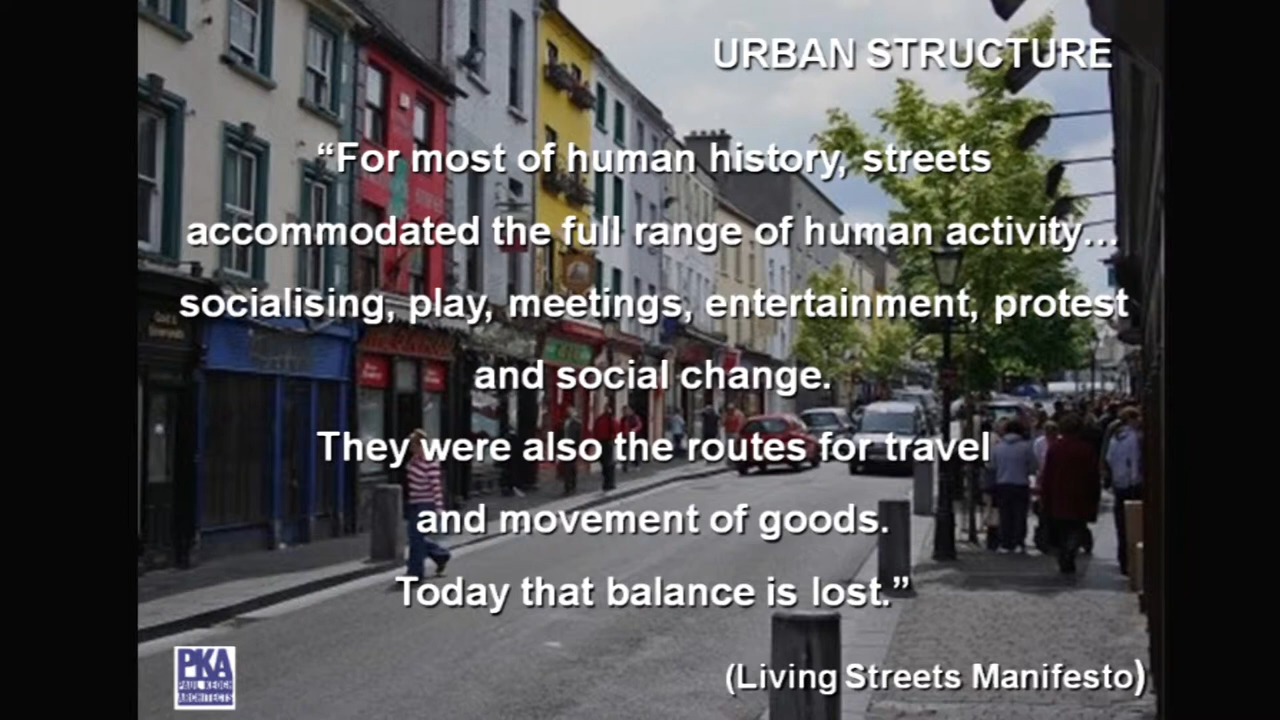 URBAN STRUCTURE
“For most of human history, streets
accommodated the full range of human activity…
socialising, play, meetings, entertainment, protest
and social change.
They were also the routes for travel
and movement of goods.
Today that balance is lost.”
(Living Streets Manifesto)
PKA
PAUL KEOGH
ARCHITECTS